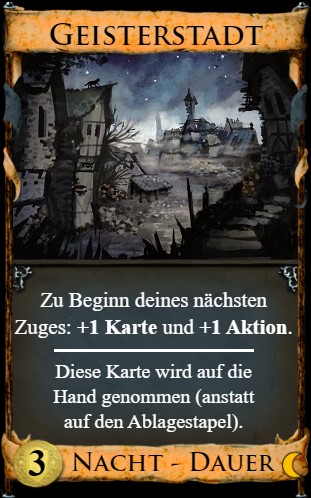 Geisterstadt
Zu Beginn deines nächsten
Zuges: +1 Karte und +1 Aktion.
Diese Karte wird auf die
Hand genommen (anstatt
auf den Ablagestapel).
3 Nacht - Dauer